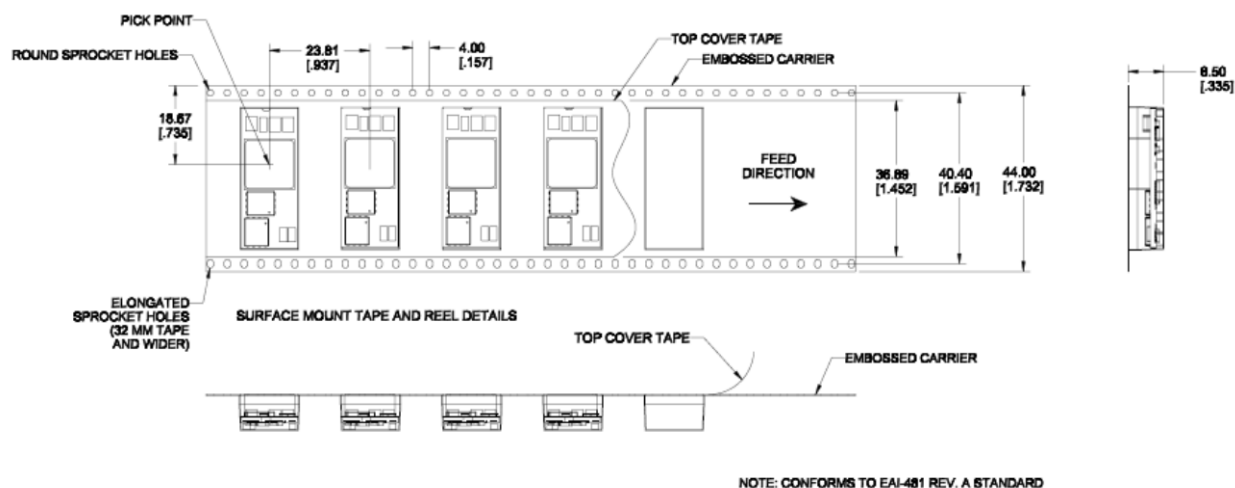 PICK POINT
ROUND SPROCKET HOLES
23.81
[.937]
4.00
[.157]
TOP COVER TAPE
EMBOSSED CARRIER
8.50
[.335]
18.67
[.735]
FEED
DIRECTION
36.89
[1.452]
40.40
[1.591]
44.00
[1.732]
ELONGATED
SPROCKET HOLES
(32 MM TAPE
AND WIDER)
SURFACE MOUNT TAPE AND REEL DETAILS
TOP COVER TAPE
EMBOSSED CARRIER
NOTE: CONFORMS TO EAI-481 REV. A STANDARD